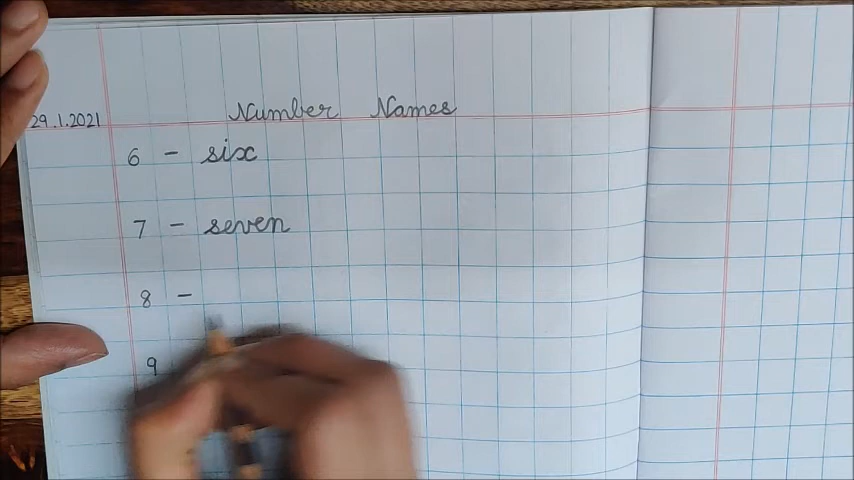 Number Names
29.1.2021
6 - six
7 - seven
8 -
9